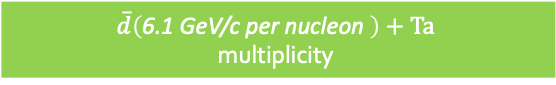 d̄(6.1 GeV/c per nucleon ) + Ta
multiplicity